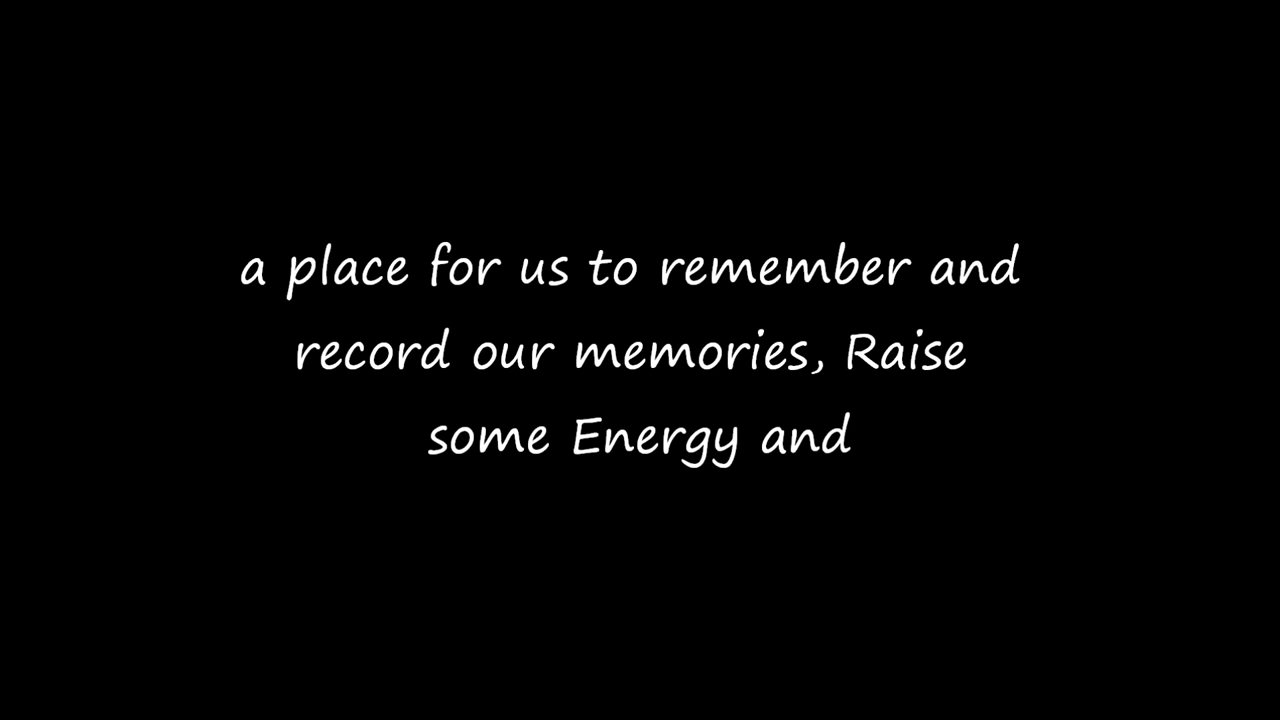 a place for us to remember and
record our memories, Raise
some Energy and